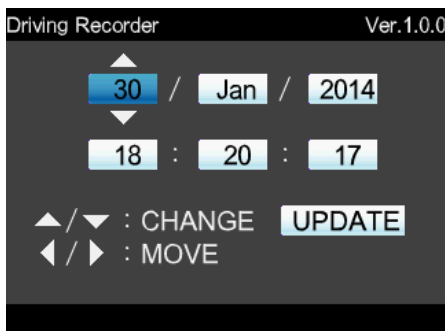 Driving Recorder Ver.1.0.0
30 / Jan / 2014
18 : 20 : 17
▲/▼ : CHANGE UPDATE
◀/▶ : MOVE